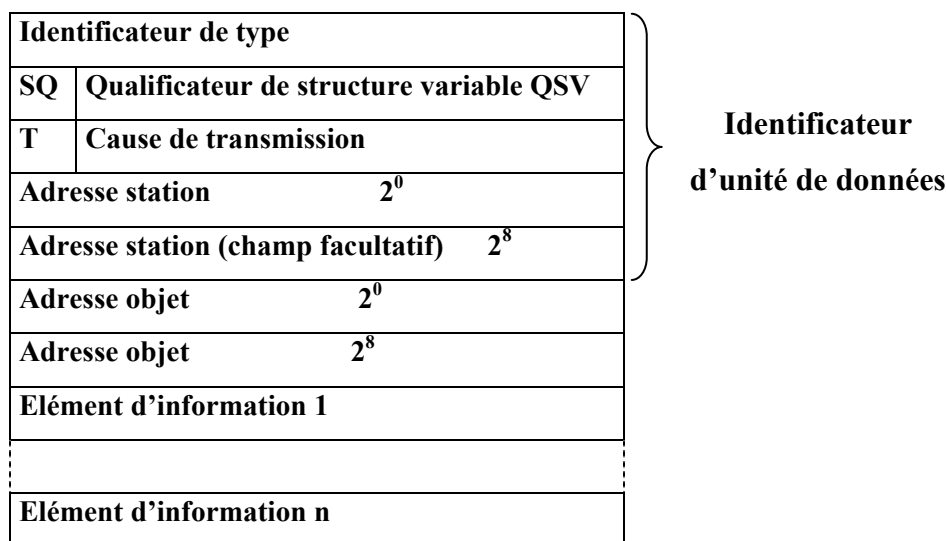 Identificateur de type
SQ Qualificateur de structure variable QSV
T Cause de transmission
Adresse station 2⁰
Adresse station (champ facultatif) 2⁸
Adresse objet 2⁰
Adresse objet 2⁸
Elément d’information 1
Elément d’information n
Identificateur
d’unité de données